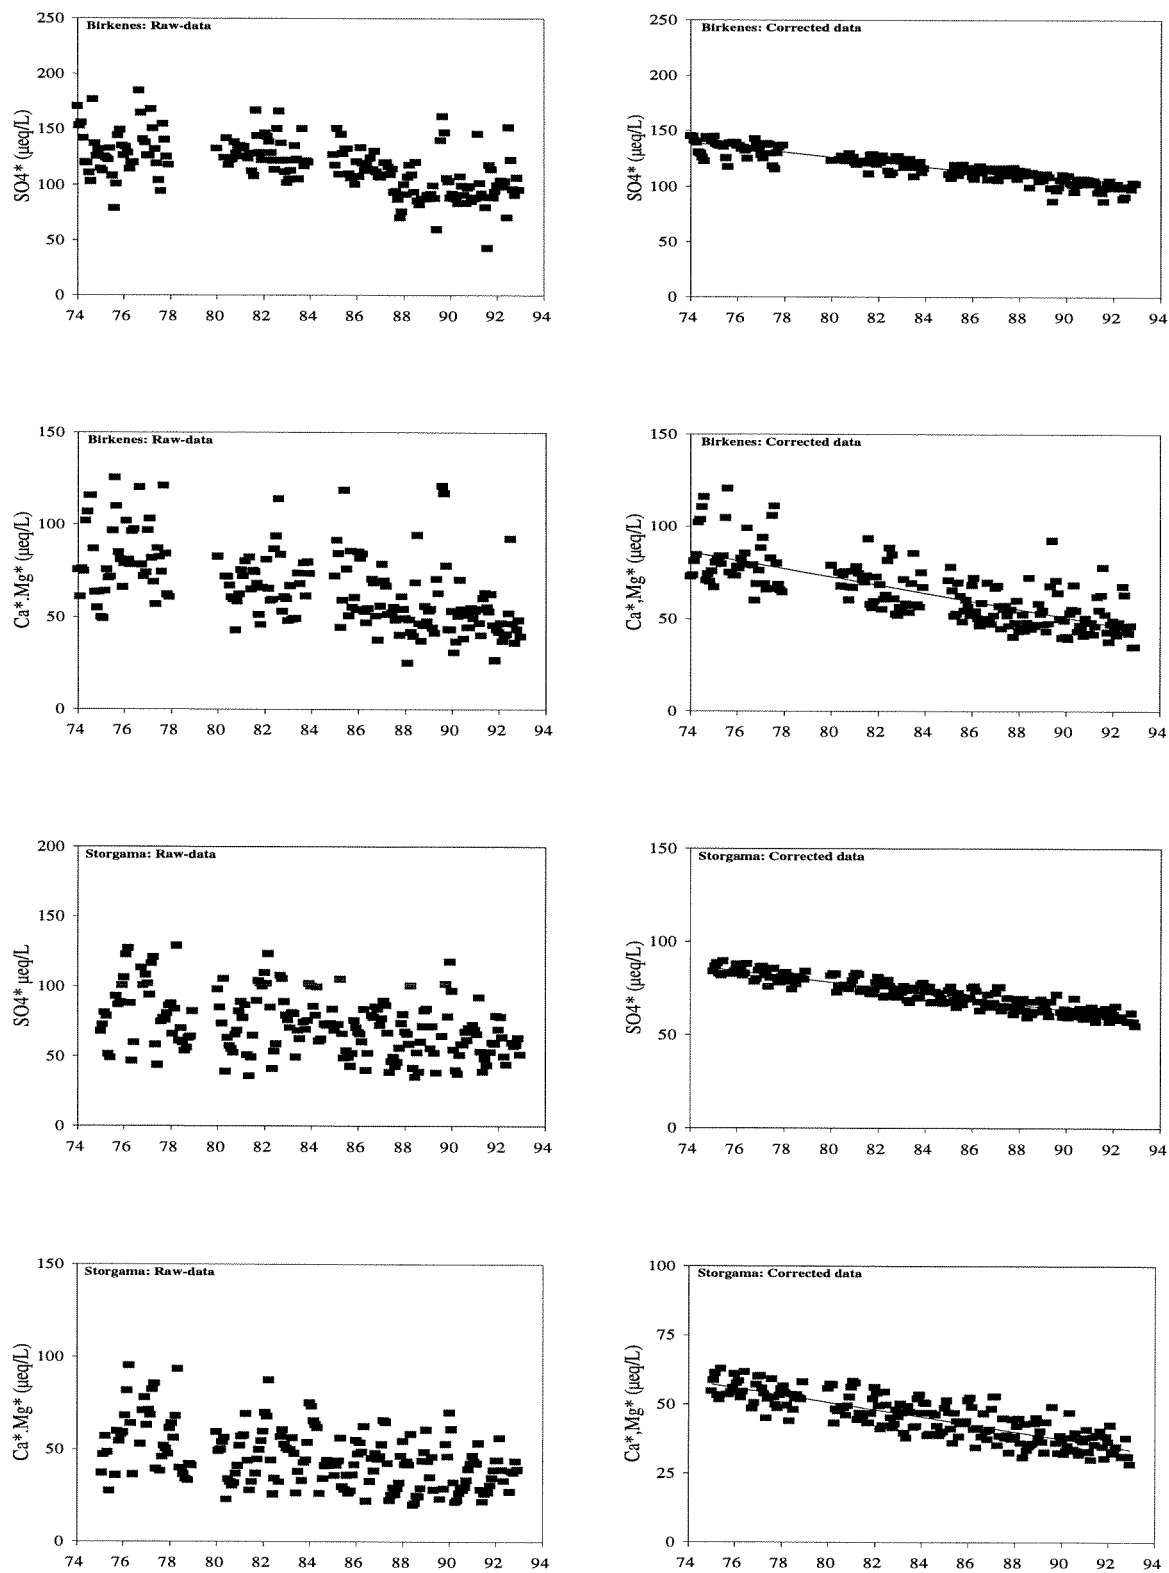 Birkenes: Raw-data
SO4* (µeq/L)
250
200
150
100
50
0
74 76 78 80 82 84 86 88 90 92 94
Birkenes: Corrected data
SO4* (µeq/L)
250
200
150
100
50
0
74 76 78 80 82 84 86 88 90 92 94
Birkenes: Raw-data
Ca*.Mg* (µeq/L)
150
100
50
0
74 76 78 80 82 84 86 88 90 92 94
Birkenes: Corrected data
Ca*,Mg* (µeq/L)
150
100
50
0
74 76 78 80 82 84 86 88 90 92 94
Storgama: Raw-data
SO4* µeq/L
200
150
100
50
0
74 76 78 80 82 84 86 88 90 92 94
Storgama: Corrected data
SO4* (µeq/L)
150
100
50
0
74 76 78 80 82 84 86 88 90 92 94
Storgama: Raw-data
Ca*.Mg* (µeq/L)
150
100
50
0
74 76 78 80 82 84 86 88 90 92 94
Storgama: Corrected data
Ca*,Mg* (µeq/L)
100
75
50
25
0
74 76 78 80 82 84 86 88 90 92 94